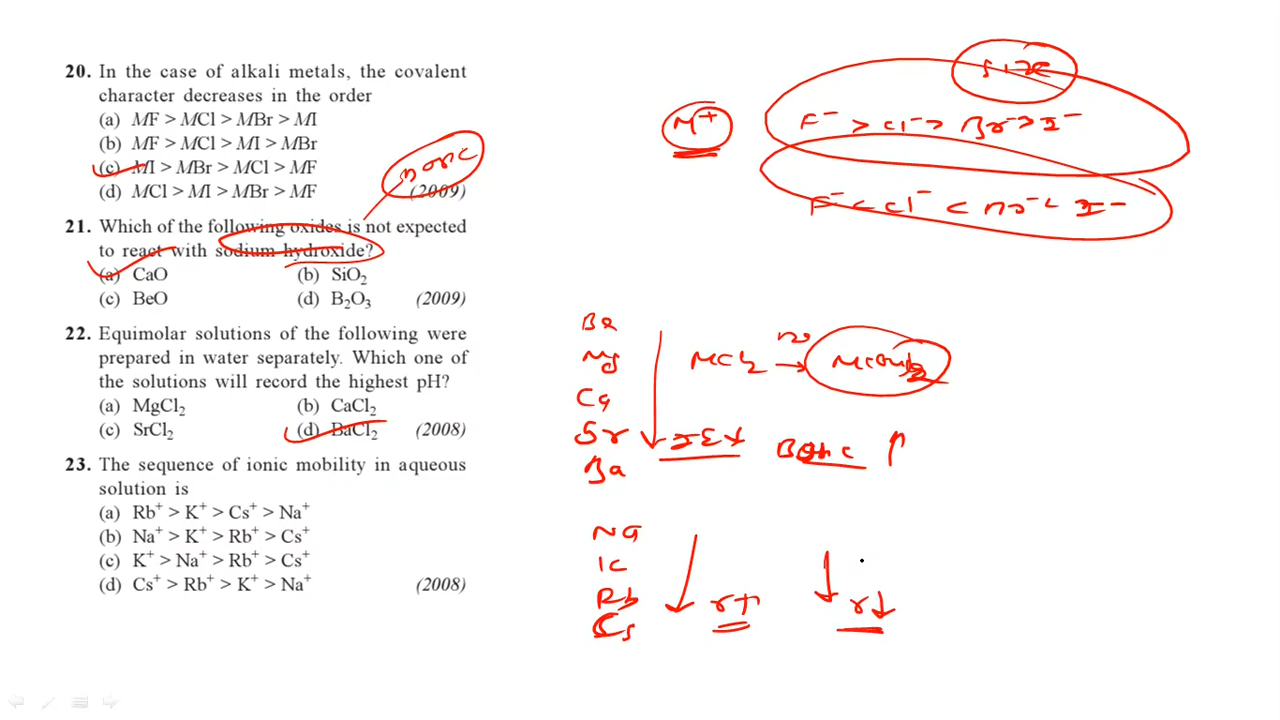 20. In the case of alkali metals, the covalent
character decreases in the order
(a) MF > MCl > MBr > MI
(b) MF > MCl > MI > MBr
(c) MI > MBr > MCl > MF
(d) MCl > MI > MBr > MF (2009)
21. Which of the following oxides is not expected
to react with sodium hydroxide?
(a) CaO (b) SiO₂
(c) BeO (d) B₂O₃ (2009)
22. Equimolar solutions of the following were
prepared in water separately. Which one of
the solutions will record the highest pH?
(a) MgCl₂ (b) CaCl₂
(c) SrCl₂ (d) BaCl₂ (2008)
23. The sequence of ionic mobility in aqueous
solution is
(a) Rb⁺ > K⁺ > Cs⁺ > Na⁺
(b) Na⁺ > K⁺ > Rb⁺ > Cs⁺
(c) K⁺ > Na⁺ > Rb⁺ > Cs⁺
(d) Cs⁺ > Rb⁺ > K⁺ > Na⁺ (2008)
size
M⁺
F⁻ > Cl⁻ > Br⁻ > I⁻
F⁻ < Cl⁻ < < I⁻
Be
Mg MCl₂ →
Ca
Sr
Ba
Na
K
Rb r↑ r↓
Cs